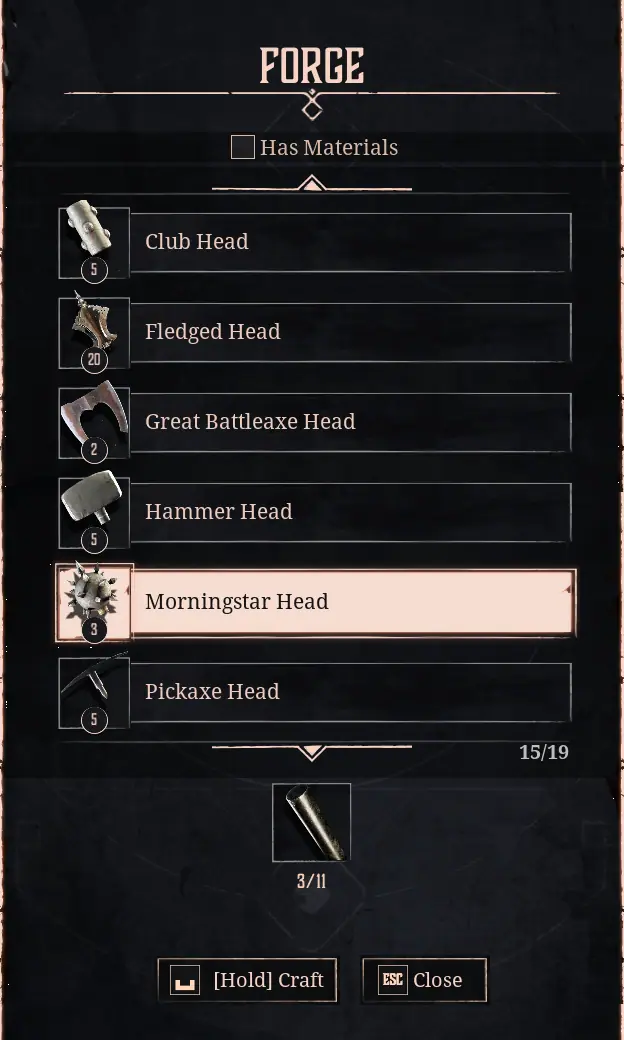 FORGE
Has Materials
Club Head
5
Fledged Head
20
Great Battleaxe Head
2
Hammer Head
5
Morningstar Head
3
Pickaxe Head
5
15/19
3/11
[Hold] Craft
ESC Close